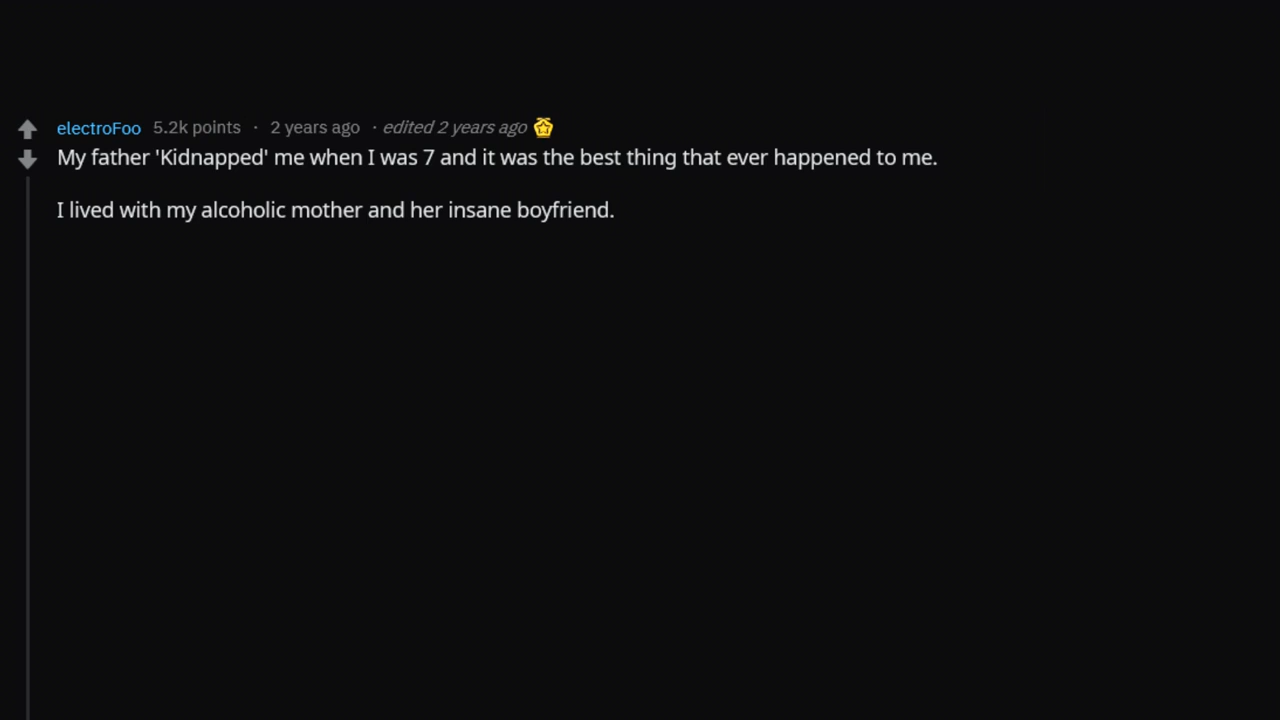 electroFoo 5.2k points · 2 years ago · edited 2 years ago
My father 'Kidnapped' me when I was 7 and it was the best thing that ever happened to me.
I lived with my alcoholic mother and her insane boyfriend.